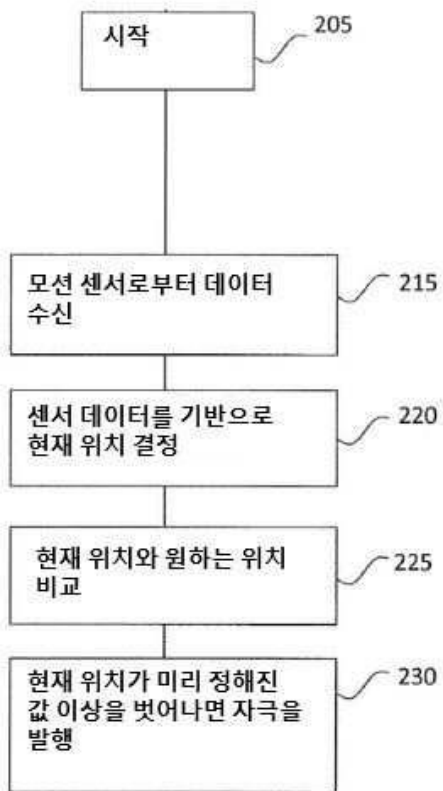 시작
205
모션 센서로부터 데이터
수신
215
센서 데이터를 기반으로
현재 위치 결정
220
현재 위치와 원하는 위치
비교
225
현재 위치가 미리 정해진
값 이상을 벗어나면 자극을
발행
230